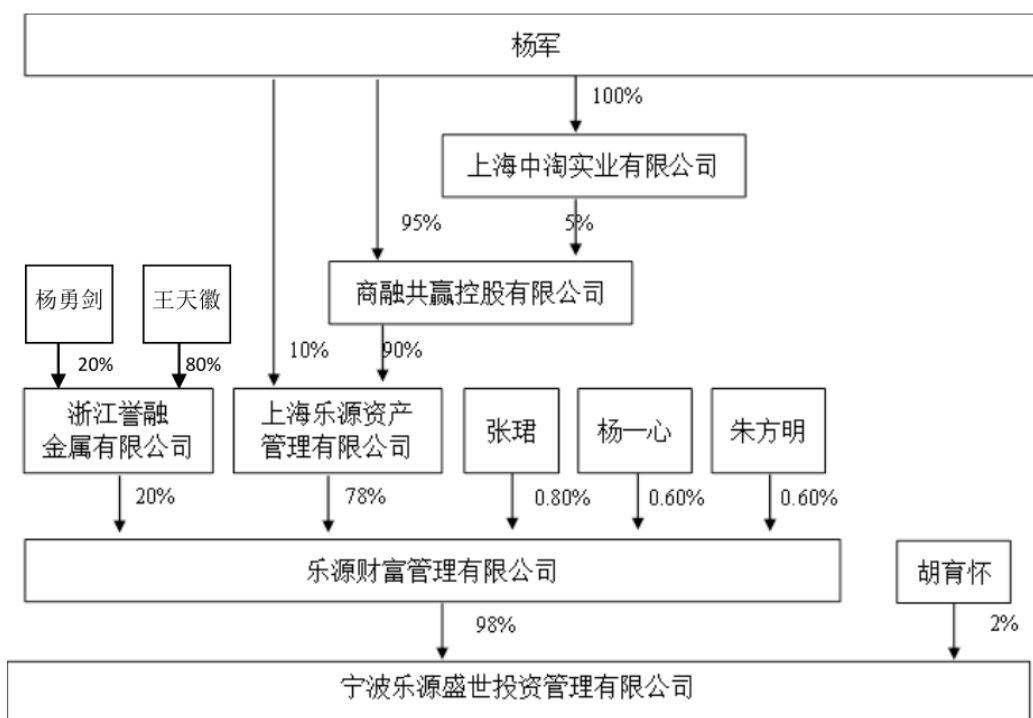 杨军
100%
上海中淘实业有限公司
95%
5%
杨勇剑
王天徽
商融共赢控股有限公司
20%
80%
10%
90%
浙江誉融
金属有限公司
上海乐源资产
管理有限公司
张珺
杨一心
朱方明
20%
78%
0.80%
0.60%
0.60%
乐源财富管理有限公司
胡育怀
98%
2%
宁波乐源盛世投资管理有限公司